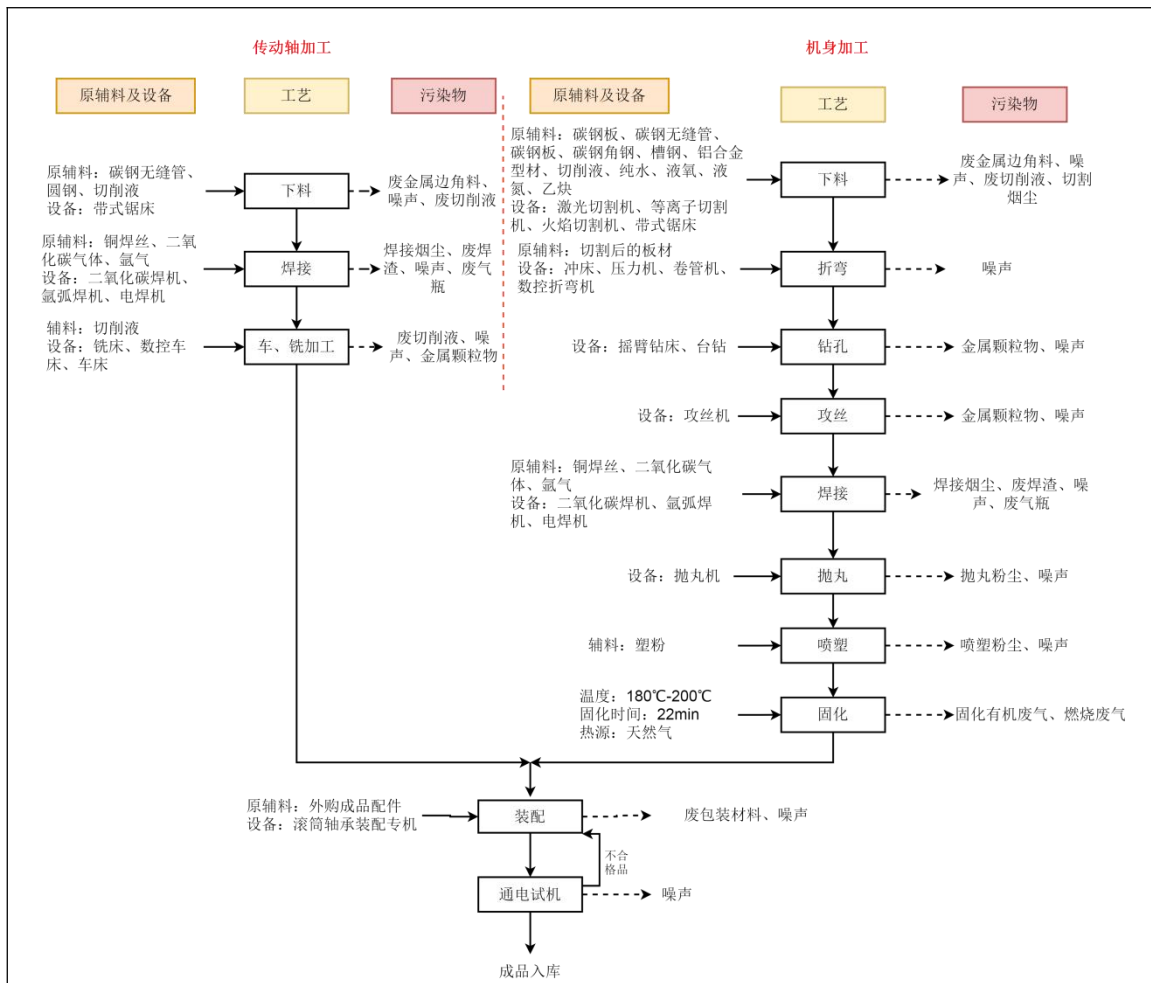 传动轴加工
原辅料及设备
工艺
污染物
原辅料：碳钢无缝管、
圆钢、切削液
设备：带式锯床
下料
废金属边角料、
噪声、废切削液
原辅料：铜焊丝、二氧
化碳气体、氩气
设备：二氧化碳焊机、
氩弧焊机、电焊机
焊接
焊接烟尘、废焊
渣、噪声、废气
瓶
辅料：切削液
设备：铣床、数控车
床、车床
车、铣加工
废切削液、噪
声、金属颗粒物
机身加工
原辅料及设备
工艺
污染物
原辅料：碳钢板、碳钢无缝管、
碳钢板、碳钢角钢、槽钢、铝合金
型材、切削液、纯水、液氧、液
氮、乙炔
设备：激光切割机、等离子切割
机、火焰切割机、带式锯床
下料
废金属边角料、噪
声、废切削液、切割
烟尘
原辅料：切割后的板材
设备：冲床、压力机、卷管机、
数控折弯机
折弯
噪声
设备：摇臂钻床、台钻
钻孔
金属颗粒物、噪声
设备：攻丝机
攻丝
金属颗粒物、噪声
原辅料：铜焊丝、二氧化碳气
体、氩气
设备：二氧化碳焊机、氩弧焊
机、电焊机
焊接
焊接烟尘、废焊渣、噪
声、废气瓶
设备：抛丸机
抛丸
抛丸粉尘、噪声
辅料：塑粉
喷塑
喷塑粉尘、噪声
温度：180℃-200℃
固化时间：22min
热源：天然气
固化
固化有机废气、燃烧废气
原辅料：外购成品配件
设备：滚筒轴承装配专机
装配
废包装材料、噪声
不合
格品
通电试机
噪声
成品入库